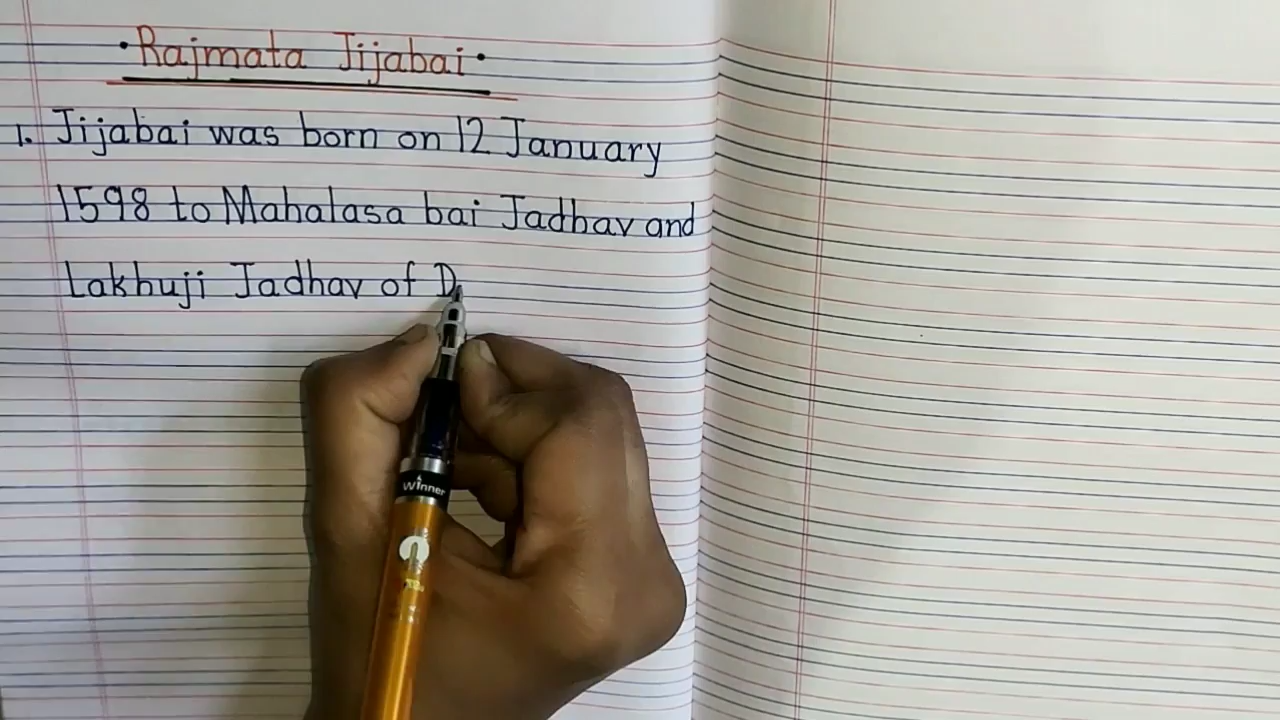 • Rajmata Jijabai •
1. Jijabai was born on 12 January
1598 to Mahalasa bai Jadhav and
Lakhuji Jadhav of D
Winner